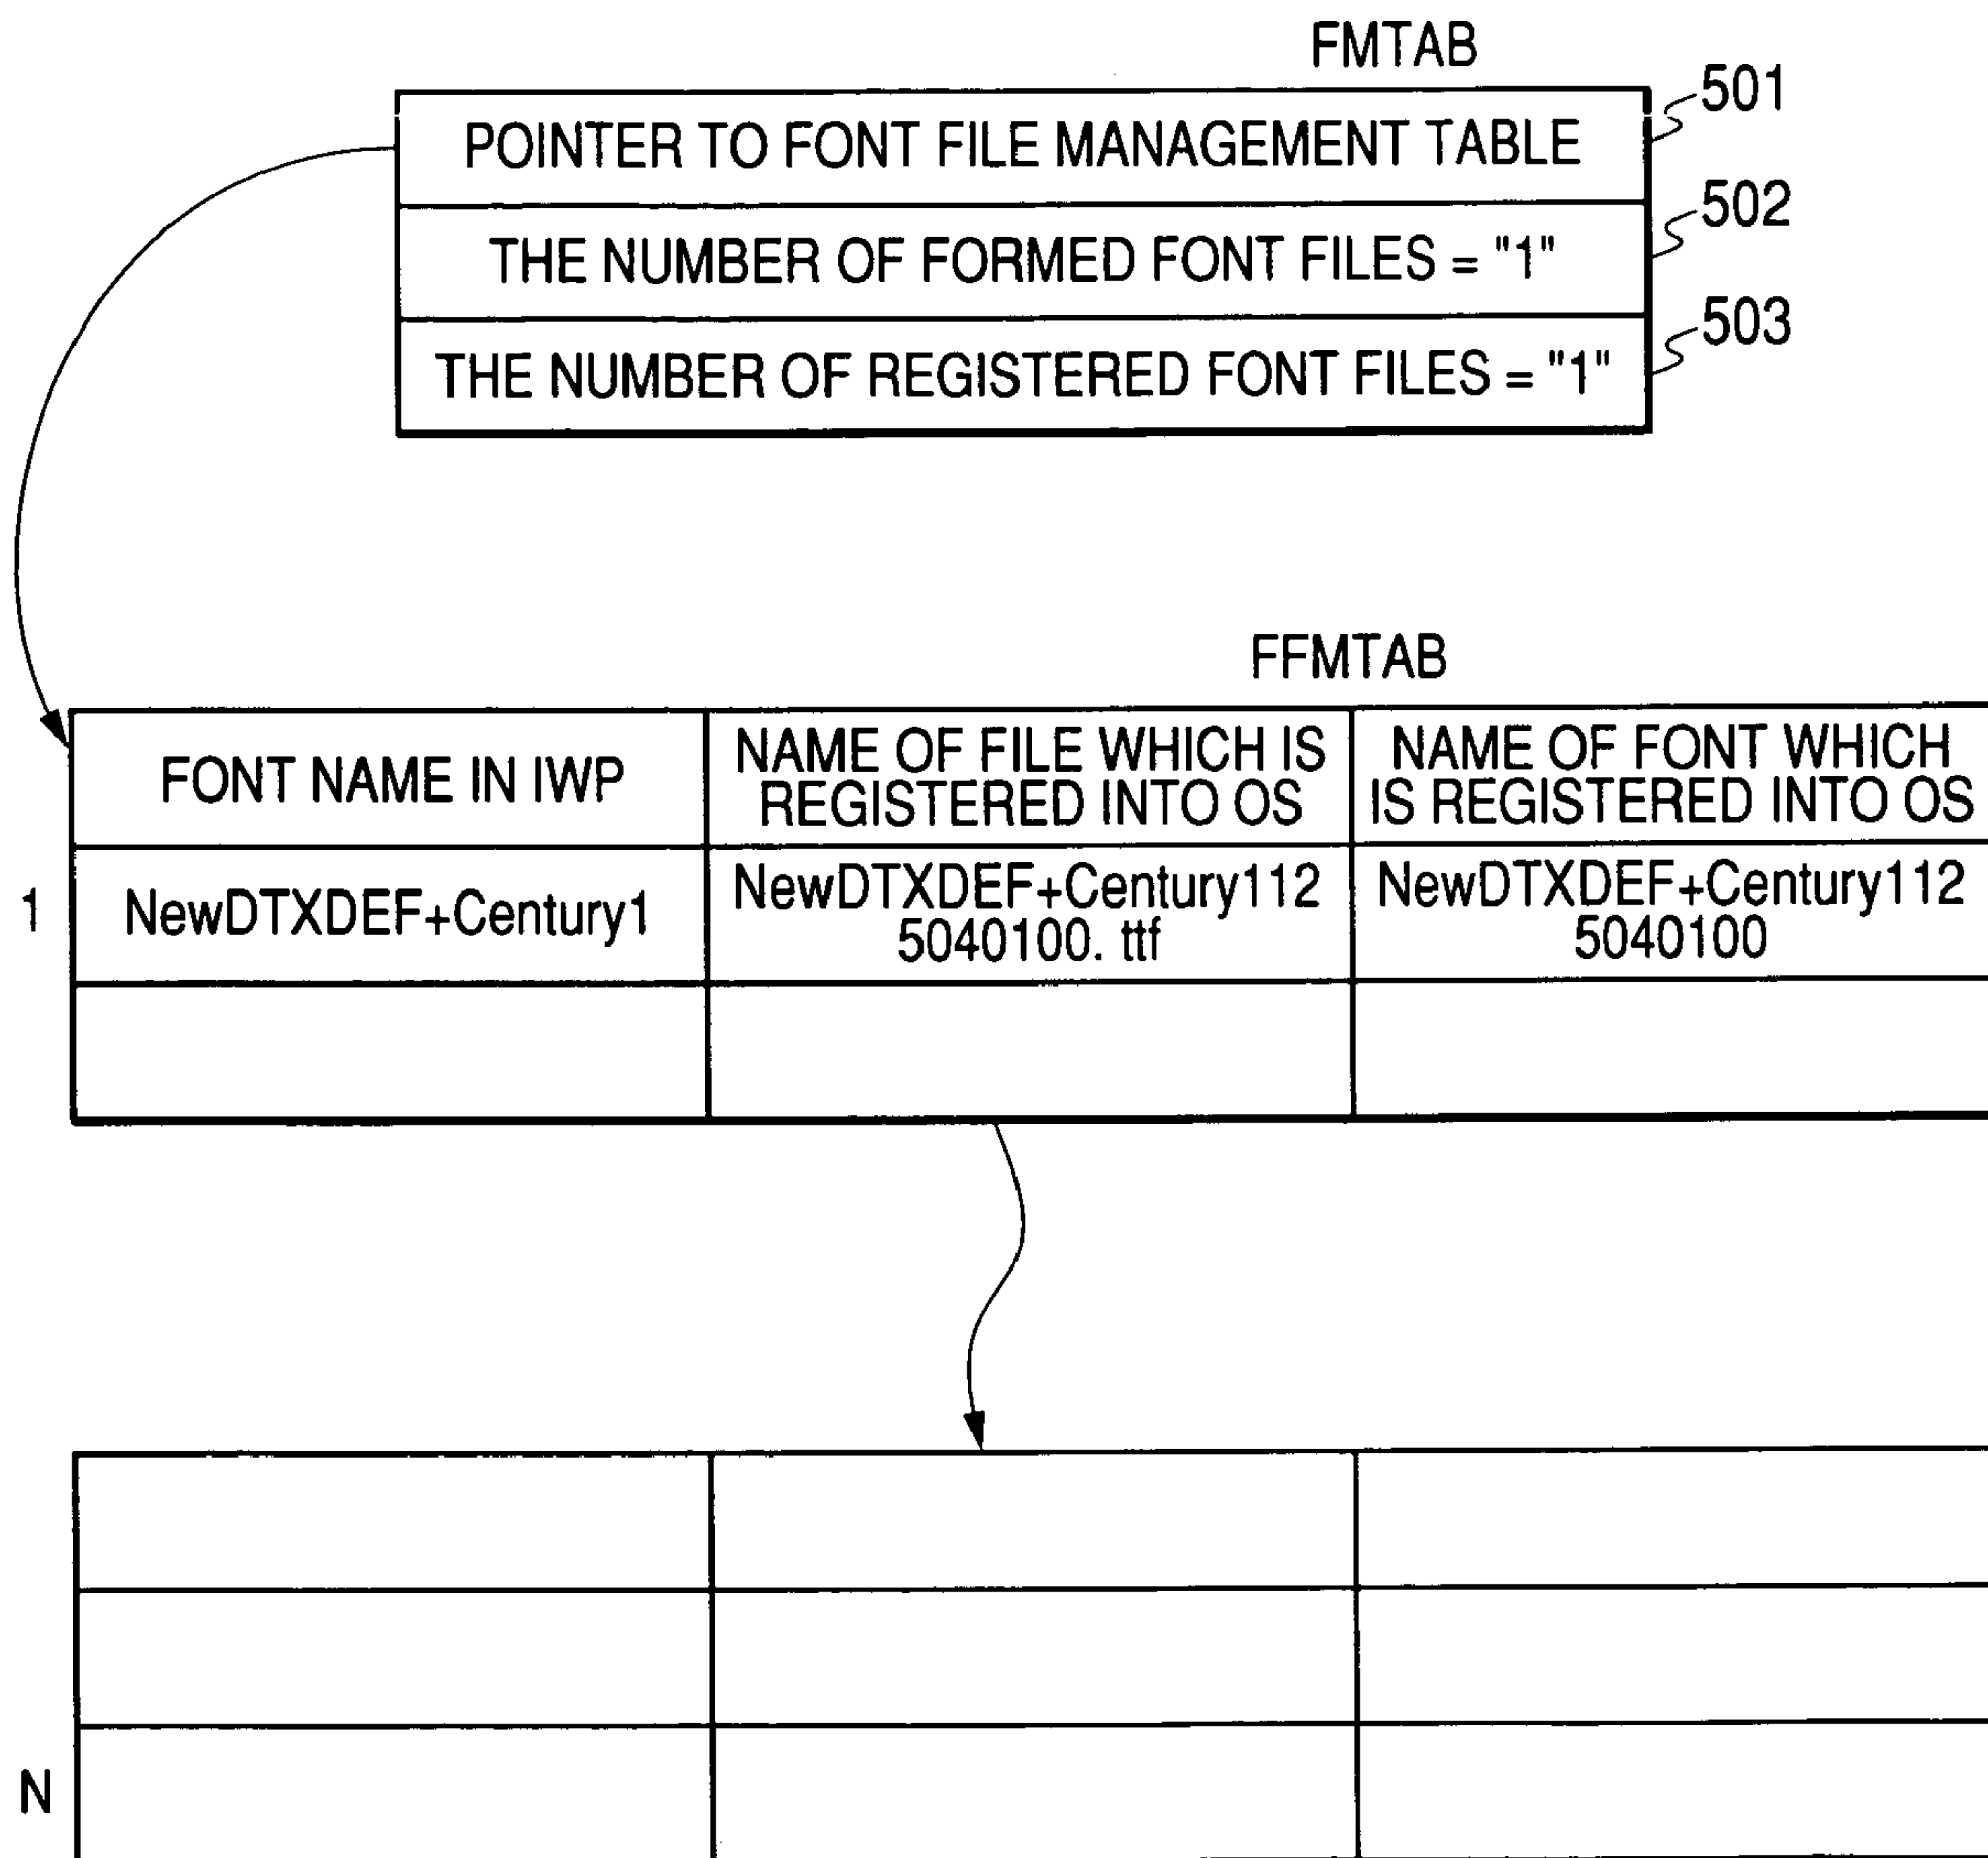 FMTAB
POINTER TO FONT FILE MANAGEMENT TABLE
501
THE NUMBER OF FORMED FONT FILES = "1"
502
THE NUMBER OF REGISTERED FONT FILES = "1"
503
FFMTAB
FONT NAME IN IWP
NAME OF FILE WHICH IS
REGISTERED INTO OS
NAME OF FONT WHICH
IS REGISTERED INTO OS
1
NewDTXDEF+Century1
NewDTXDEF+Century112
5040100. ttf
NewDTXDEF+Century112
5040100
N